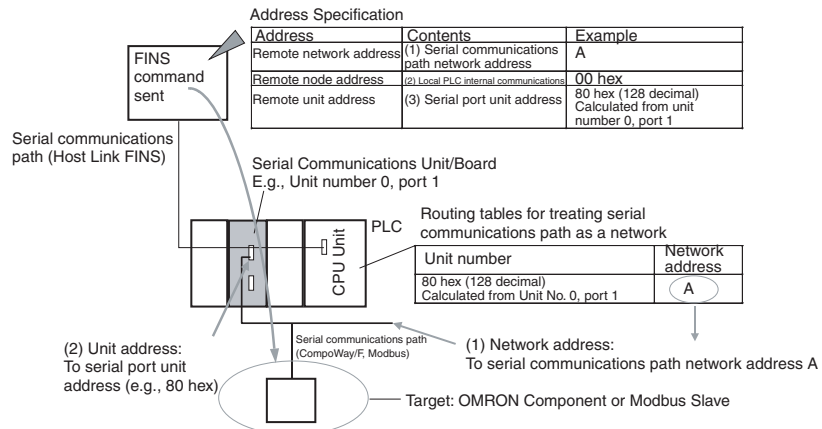 Address Specification
Address Contents Example
Remote network address (1) Serial communications path network address A
Remote node address (2) Local PLC internal communications 00 hex
Remote unit address (3) Serial port unit address 80 hex (128 decimal)
Calculated from unit
number 0, port 1
FINS
command
sent
Serial communications
path (Host Link FINS)
Serial Communications Unit/Board
E.g., Unit number 0, port 1
PLC
CPU Unit
Routing tables for treating serial
communications path as a network
Unit number Network address
80 hex (128 decimal)
Calculated from Unit No. 0, port 1 A
Serial communications path
(CompoWay/F, Modbus)
(2) Unit address:
To serial port unit
address (e.g., 80 hex)
(1) Network address:
To serial communications path network address A
Target: OMRON Component or Modbus Slave